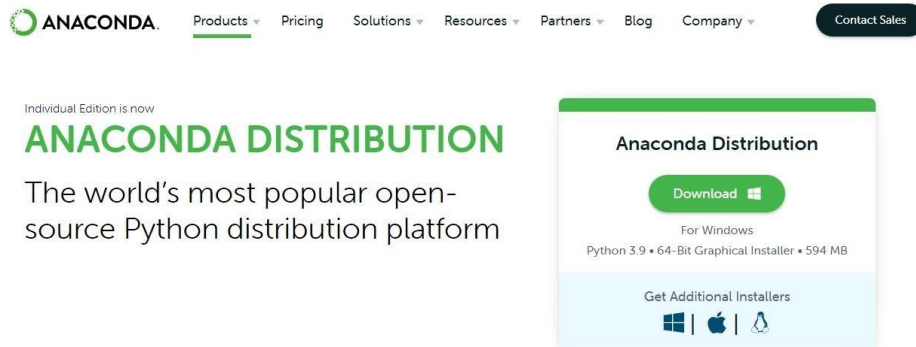 ANACONDA.
Products Pricing Solutions Resources Partners Blog Company Contact Sales
Individual Edition is now
ANACONDA DISTRIBUTION
The world's most popular open-
source Python distribution platform
Anaconda Distribution
Download
For Windows
Python 3.9 • 64-Bit Graphical Installer • 594 MB
Get Additional Installers